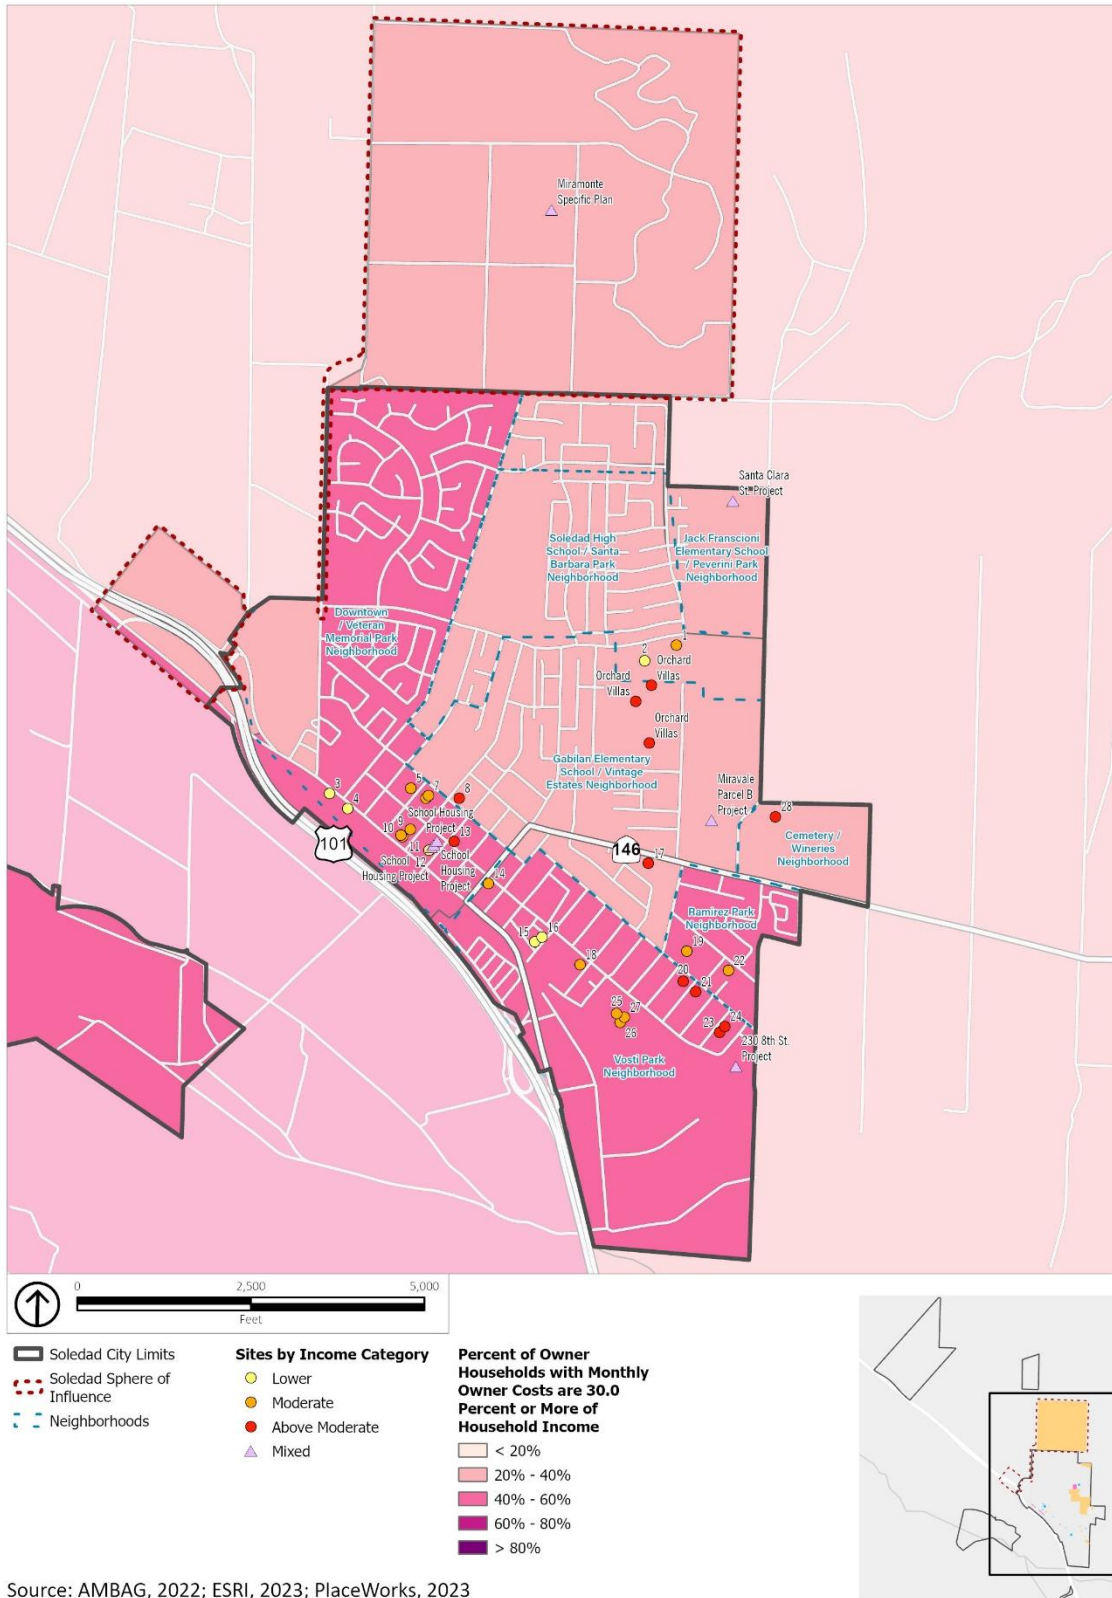 Miramonte
Specific Plan
Santa Clara
St. Project
Soledad High
School / Santa
Barbara Park
Neighborhood
Jack Franscioni
Elementary School
/ Peverini Park
Neighborhood
Downtown
/ Veteran
Memorial Park
Neighborhood
1
2
Orchard
Villas
Orchard
Villas
Orchard
Villas
Gabilan Elementary
School / Vintage
Estates Neighborhood
Miravale
Parcel B
Project
28
Cemetery /
Wineries
Neighborhood
3
4
5
7
8
School Housing
Project
9
10
11
12
13
School
Housing Project
School
Housing
Project
101
146
14
17
15
16
18
Ramirez Park
Neighborhood
19
20
21
22
25
27
26
23
24
230 8th St.
Project
Vosti Park
Neighborhood
0
2,500
5,000
Feet
Soledad City Limits
Soledad Sphere of
Influence
Neighborhoods
Sites by Income Category
Lower
Moderate
Above Moderate
Mixed
Percent of Owner
Households with Monthly
Owner Costs are 30.0
Percent or More of
Household Income
< 20%
20% - 40%
40% - 60%
60% - 80%
> 80%
Source: AMBAG, 2022; ESRI, 2023; PlaceWorks, 2023